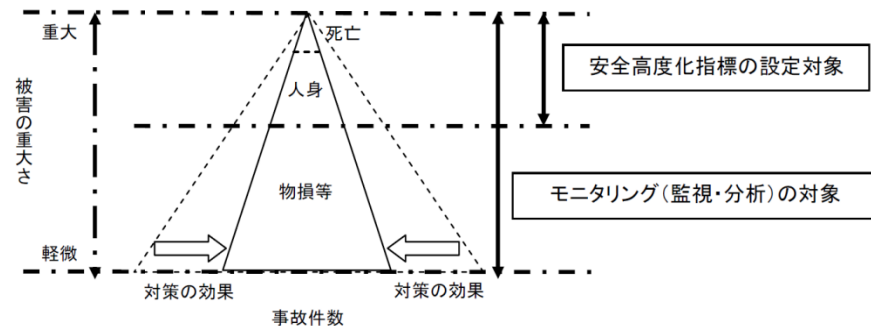 重大
死亡
安全高度化指標の設定対象
人身
被害の重大さ
物損等
モニタリング(監視・分析)の対象
軽微
対策の効果
対策の効果
事故件数